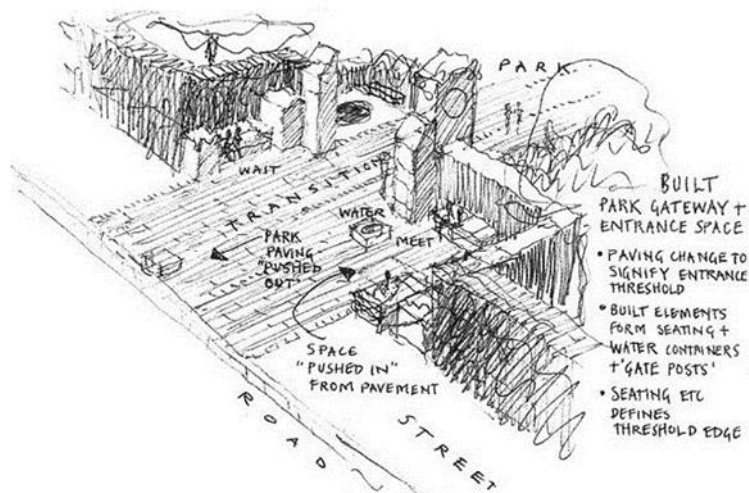 PARK
WAIT
TRANSITION
WATER
MEET
PARK
PAVING
"PUSHED
OUT"
SPACE
"PUSHED IN"
FROM PAVEMENT
ROAD
STREET
BUILT
PARK GATEWAY +
ENTRANCE SPACE
• PAVING CHANGE TO
SIGNIFY ENTRANCE
THRESHOLD
• BUILT ELEMENTS
FORM SEATING +
WATER CONTAINERS
+ 'GATE POSTS'
• SEATING ETC
DEFINES
THRESHOLD EDGE